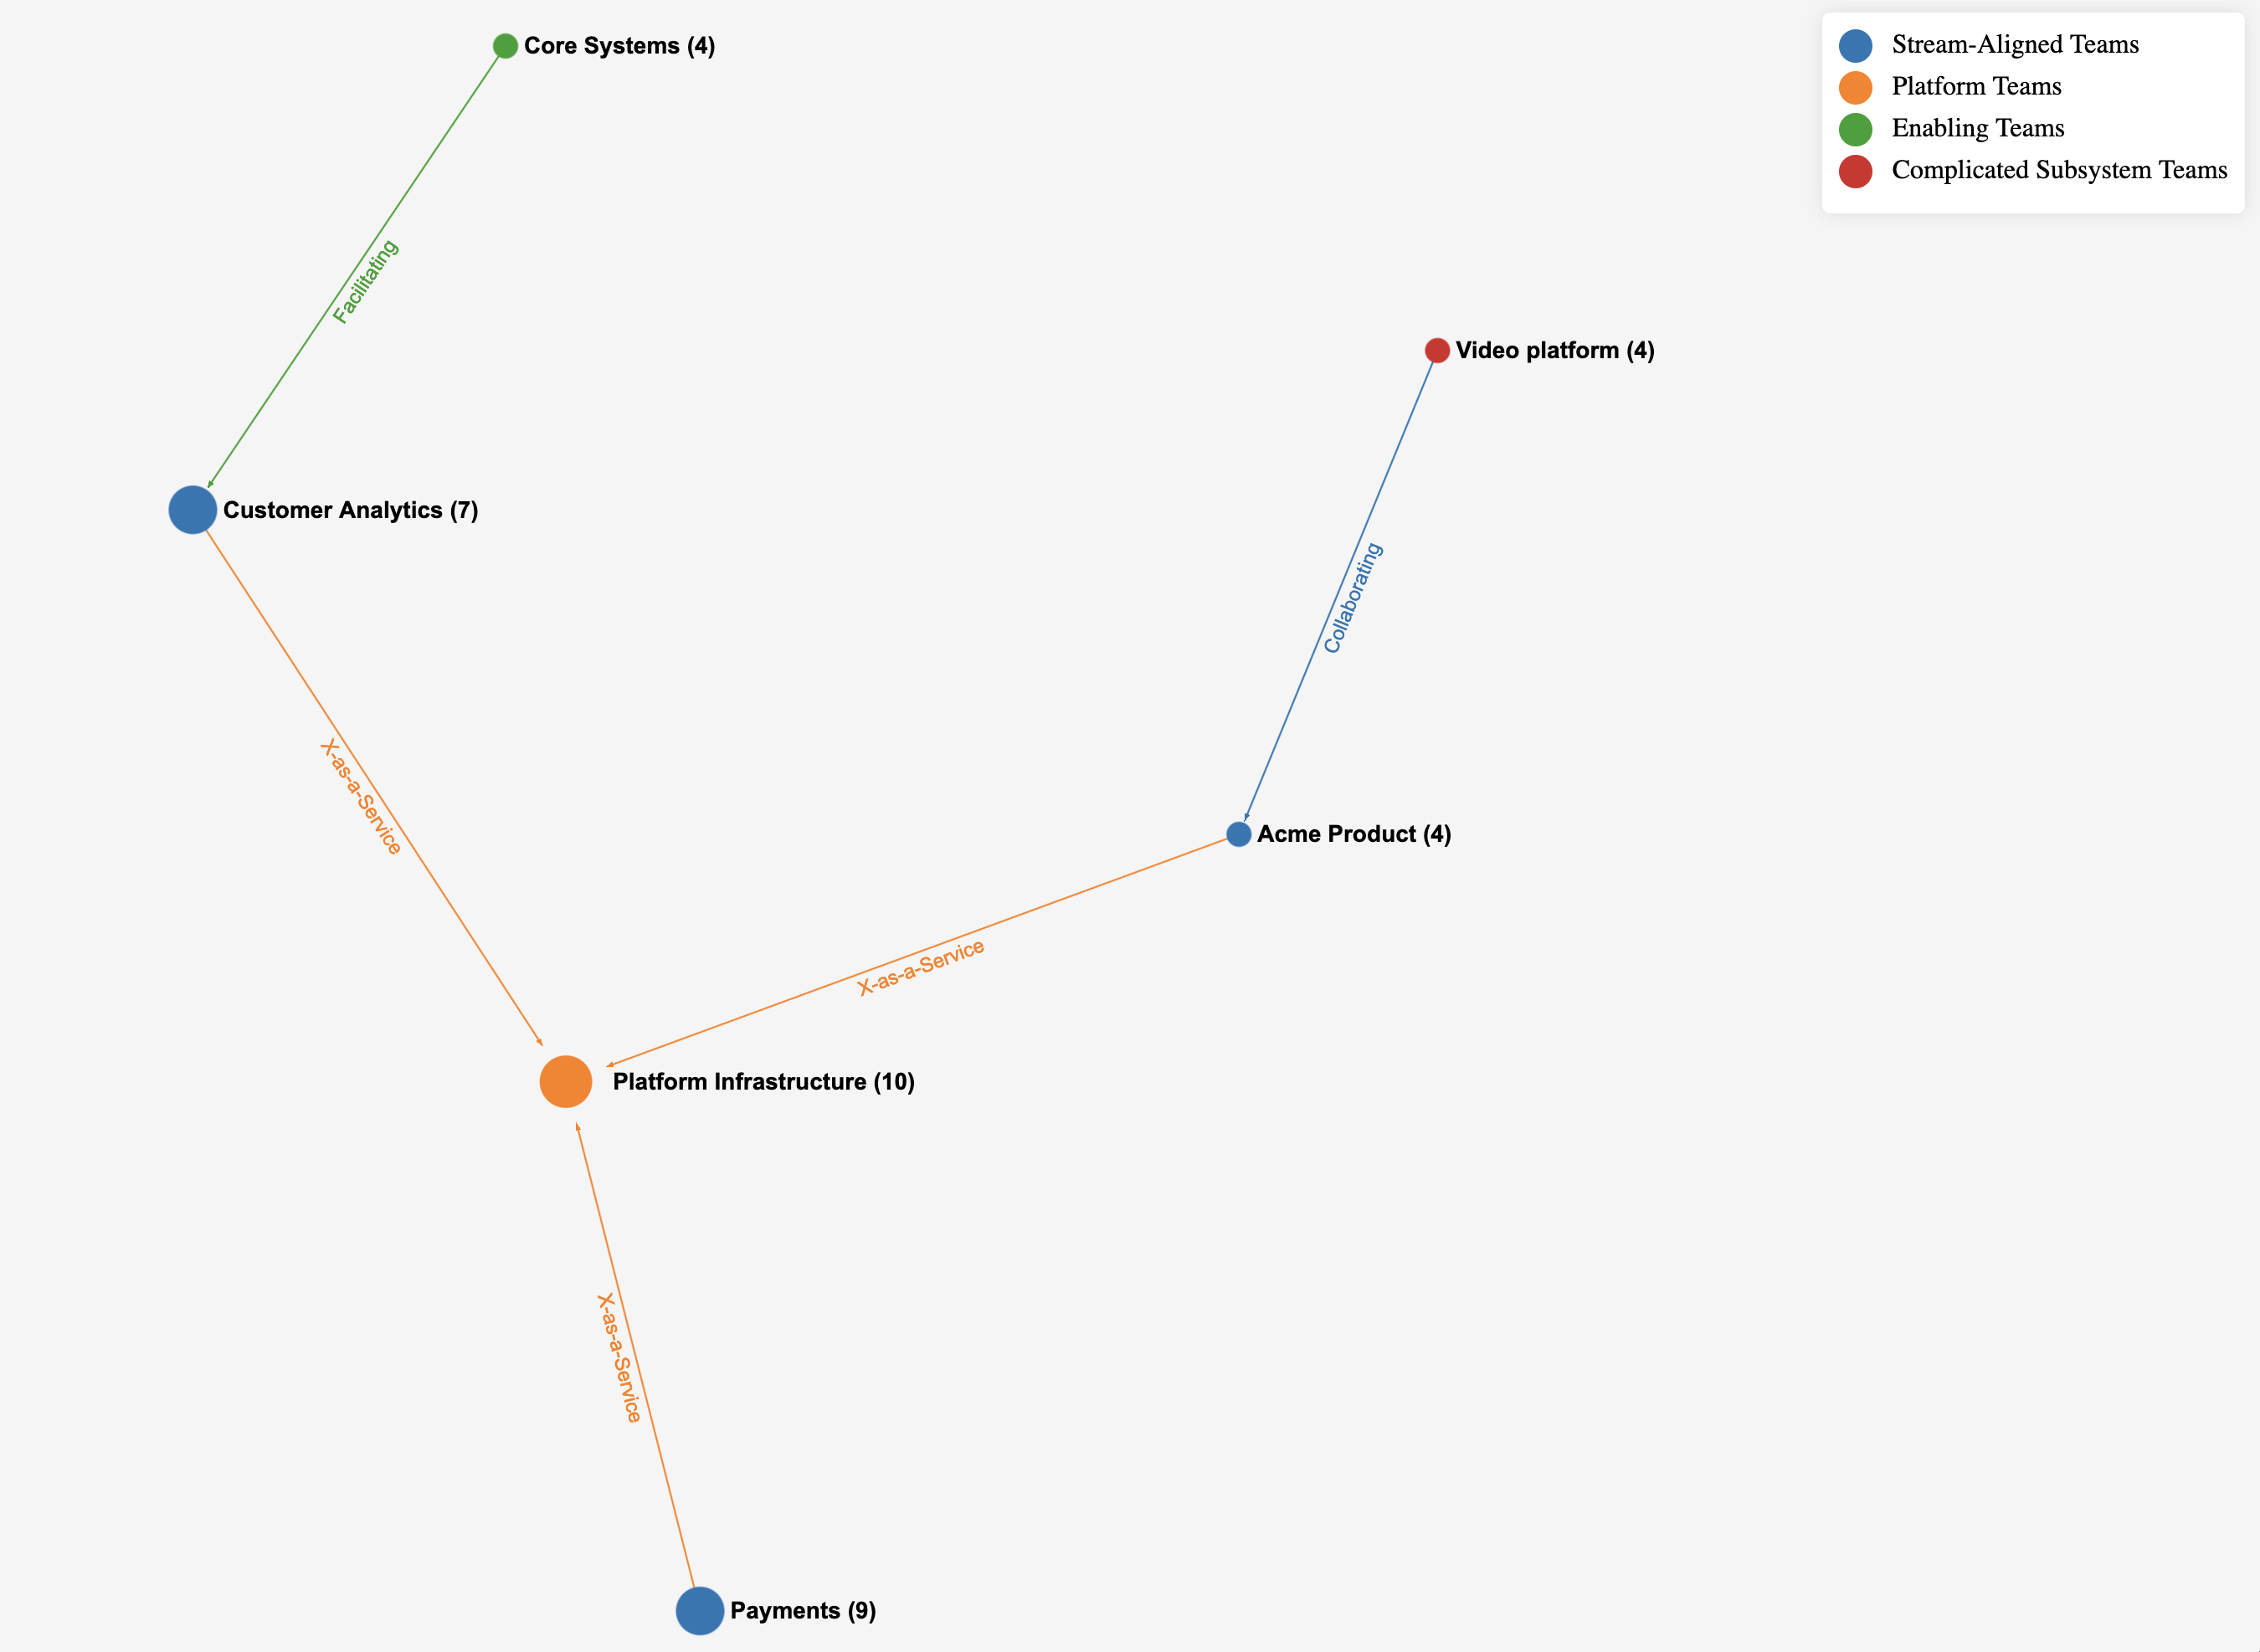 Core Systems (4)
Stream-Aligned Teams
Platform Teams
Enabling Teams
Complicated Subsystem Teams
Facilitating
Video platform (4)
Customer Analytics (7)
Collaborating
X-as-a-Service
Acme Product (4)
X-as-a-Service
Platform Infrastructure (10)
X-as-a-Service
Payments (9)